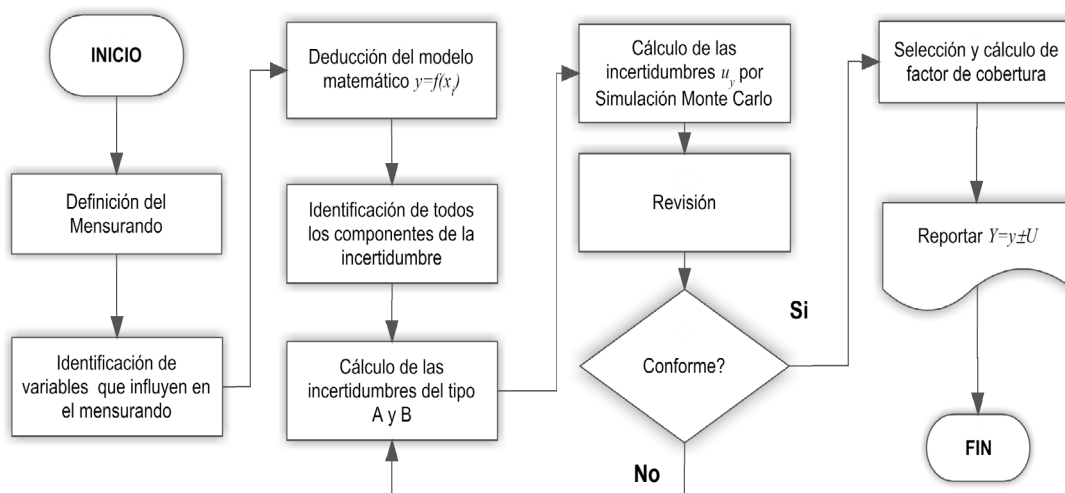 INICIO
Definición del
Mensurando
Identificación de
variables que influyen en
el mensurando
Deducción del modelo
matemático y=f(x_i)
Identificación de todos
los componentes de la
incertidumbre
Cálculo de las
incertidumbres del tipo
A y B
Cálculo de las
incertidumbres u_y por
Simulación Monte Carlo
Revisión
Conforme?
Si
No
Selección y cálculo de
factor de cobertura
Reportar Y=y±U
FIN